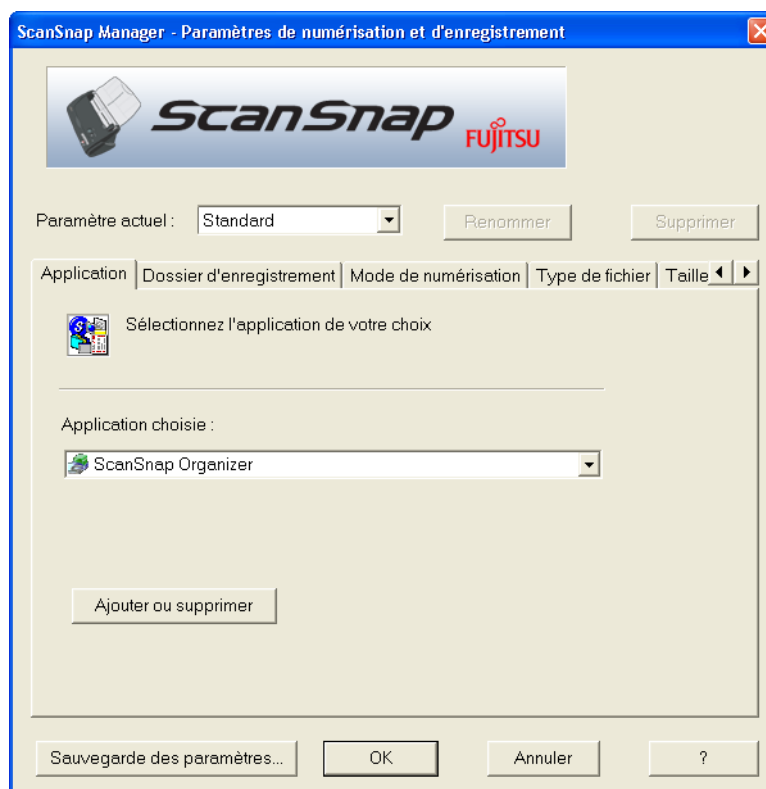 ScanSnap Manager - Paramètres de numérisation et d'enregistrement
ScanSnap FUJITSU
Paramètre actuel : Standard Renommer Supprimer
Application Dossier d'enregistrement Mode de numérisation Type de fichier Taille
Sélectionnez l'application de votre choix
Application choisie :
ScanSnap Organizer
Ajouter ou supprimer
Sauvegarde des paramètres... OK Annuler ?